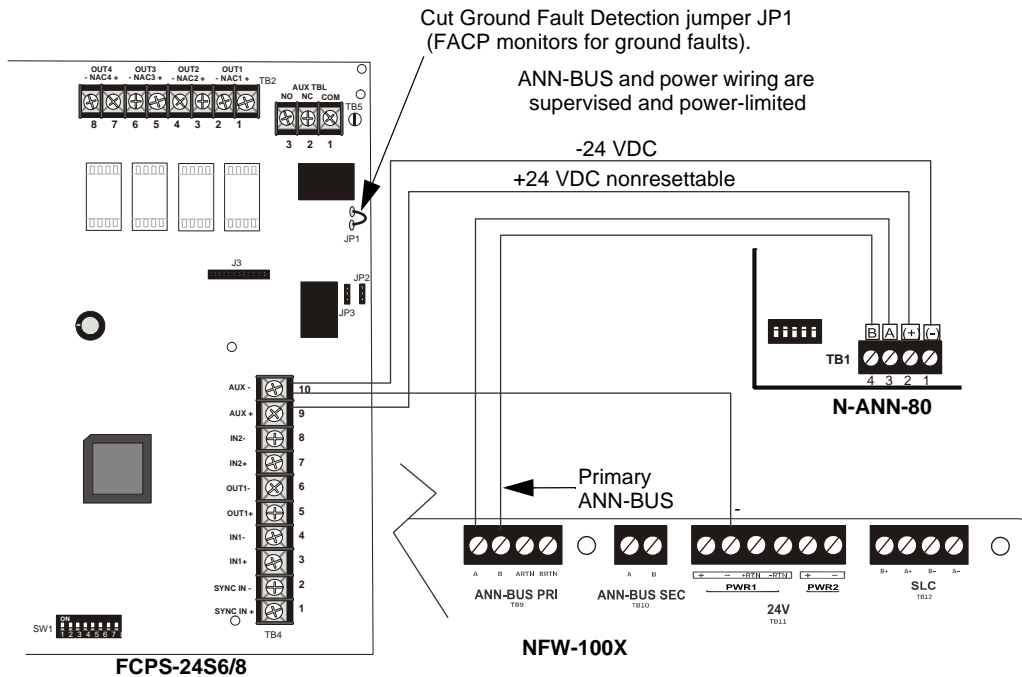 Cut Ground Fault Detection jumper JP1
(FACP monitors for ground faults).
ANN-BUS and power wiring are
supervised and power-limited
OUT4 OUT3 OUT2 OUT1
- NAC4 + - NAC3 + - NAC2 + - NAC1 +
TB2
8 7 6 5 4 3 2 1
AUX TBL
NO NC COM
TB5
3 2 1
-24 VDC
+24 VDC nonresettable
JP1
J3
JP2
JP3
B A (+) (-)
TB1
4 3 2 1
N-ANN-80
AUX - 10
AUX + 9
IN2- 8
IN2+ 7
OUT1- 6
OUT1+ 5
IN1- 4
IN1+ 3
SYNC IN - 2
SYNC IN + 1
TB4
Primary
ANN-BUS
-
A B ARTN BRTN
ANN-BUS PRI
TB9
A B
ANN-BUS SEC
TB10
+ − +RTN −RTN + −
PWR1 PWR2
24V
TB11
B+ A+ B− A−
SLC
TB12
SW1
ON
1 2 3 4 5 6 7 8
FCPS-24S6/8
NFW-100X